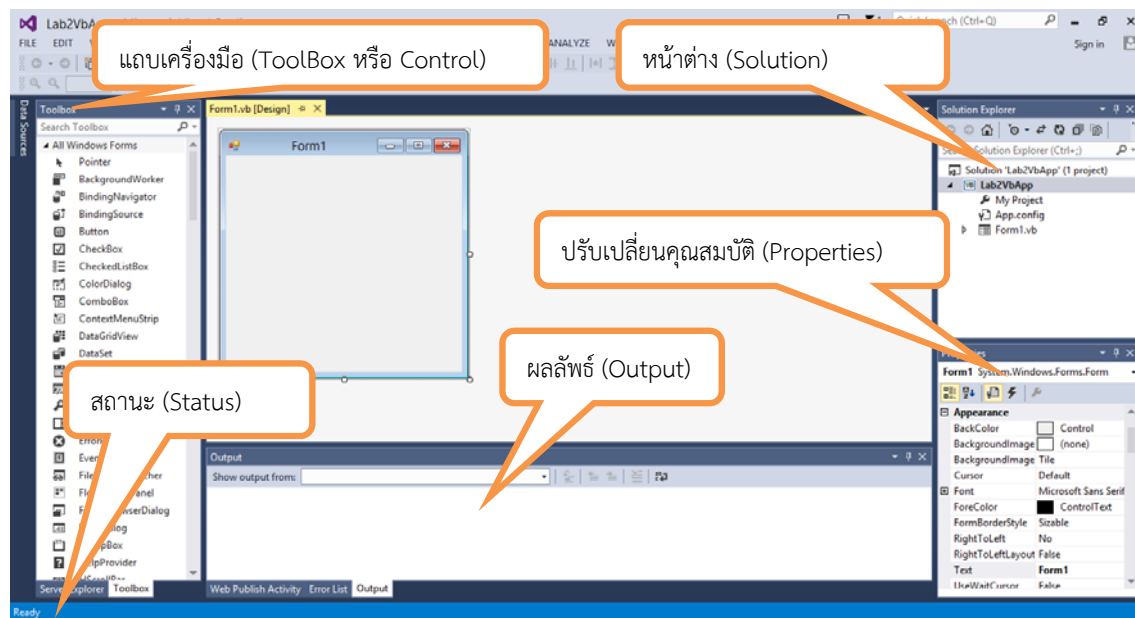 Lab2VbA
ch (Ctrl+Q)
FILE EDIT
ANALYZE W
Sign in
แถบเครื่องมือ (ToolBox หรือ Control)
หน้าต่าง (Solution)
Data Sources
Toolbox
Search Toolbox
All Windows Forms
Pointer
BackgroundWorker
BindingNavigator
BindingSource
Button
CheckBox
CheckedListBox
ColorDialog
ComboBox
ContextMenuStrip
DataGridView
DataSet
สถานะ (Status)
Server Explorer Toolbox
Form1.vb [Design]
Form1
ปรับเปลี่ยนคุณสมบัติ (Properties)
ผลลัพธ์ (Output)
Output
Show output from:
Web Publish Activity Error List Output
Solution Explorer
Search Solution Explorer (Ctrl+;)
Solution 'Lab2VbApp' (1 project)
Lab2VbApp
My Project
App.config
Form1.vb
Properties
Form1 System.Windows.Forms.Form
Appearance
BackColor Control
BackgroundImage (none)
BackgroundImage Tile
Cursor Default
Font Microsoft Sans Serif
ForeColor ControlText
FormBorderStyle Sizable
RightToLeft No
RightToLeftLayout False
Text Form1
UseWaitCursor False
Ready